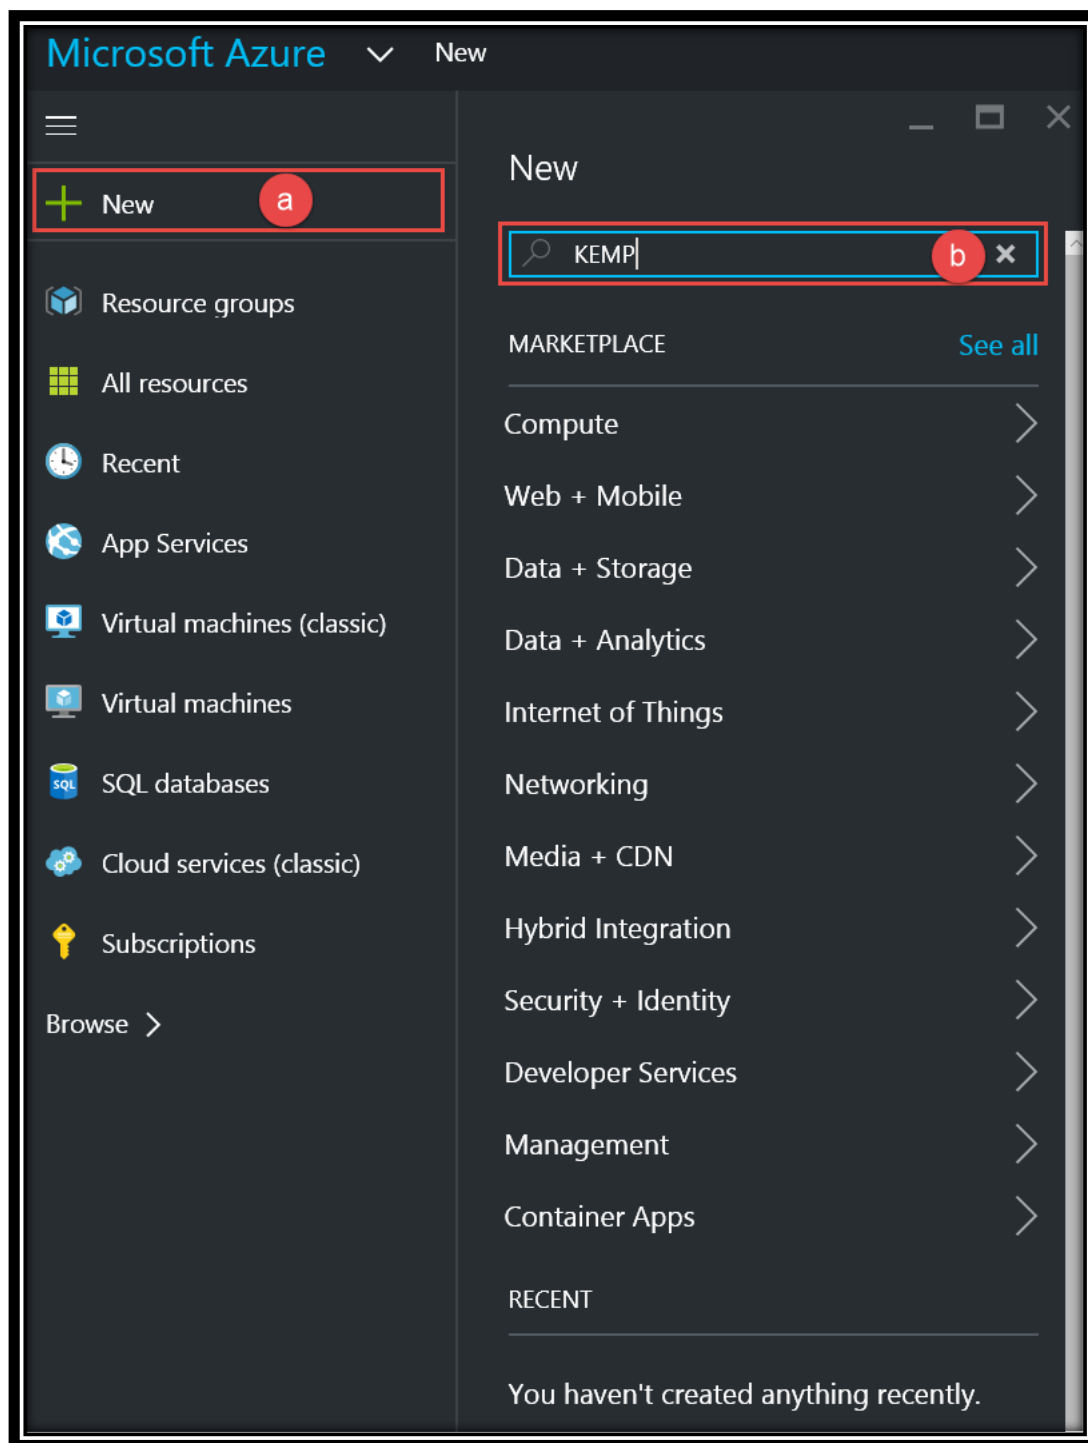 Microsoft Azure New
New a
Resource groups
All resources
Recent
App Services
Virtual machines (classic)
Virtual machines
SQL SQL databases
Cloud services (classic)
Subscriptions
Browse
New
KEMP b
MARKETPLACE See all
Compute
Web + Mobile
Data + Storage
Data + Analytics
Internet of Things
Networking
Media + CDN
Hybrid Integration
Security + Identity
Developer Services
Management
Container Apps
RECENT
You haven't created anything recently.